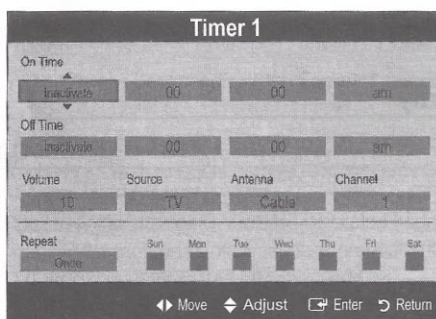 Timer 1
On Time
Inactivate 00 00 am
Off Time
Inactivate 00 00 am
Volume Source Antenna Channel
10 TV Cable 1
Repeat Sun Mon Tue Wed Thu Fri Sat
Once
Move Adjust Enter Return